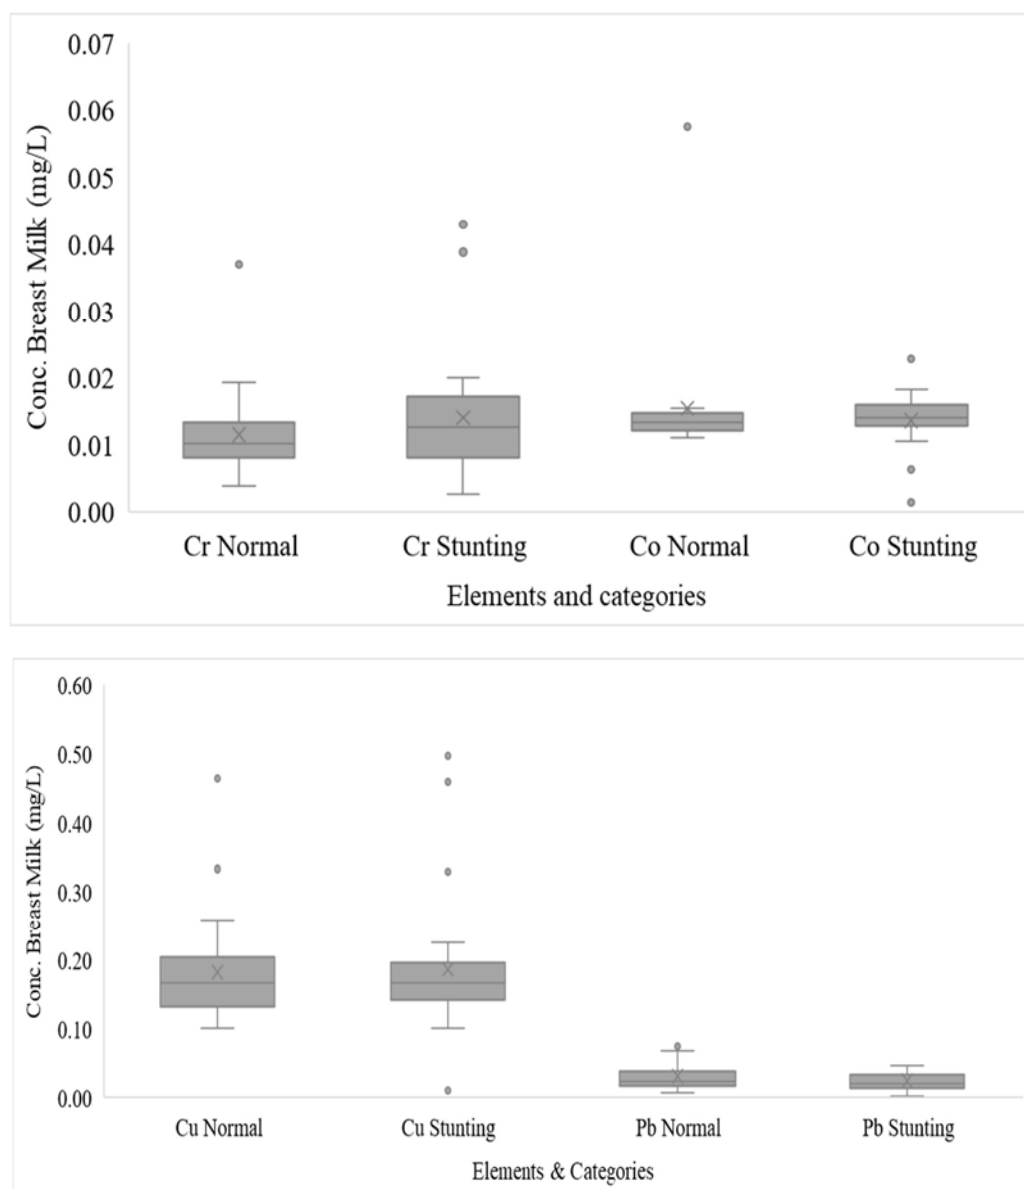 0.07
0.06
0.05
0.04
0.03
0.02
0.01
0.00
Conc. Breast Milk (mg/L)
Cr Normal Cr Stunting Co Normal Co Stunting
Elements and categories
0.60
0.50
0.40
0.30
0.20
0.10
0.00
Conc. Breast Milk (mg/L)
Cu Normal Cu Stunting Pb Normal Pb Stunting
Elements & Categories